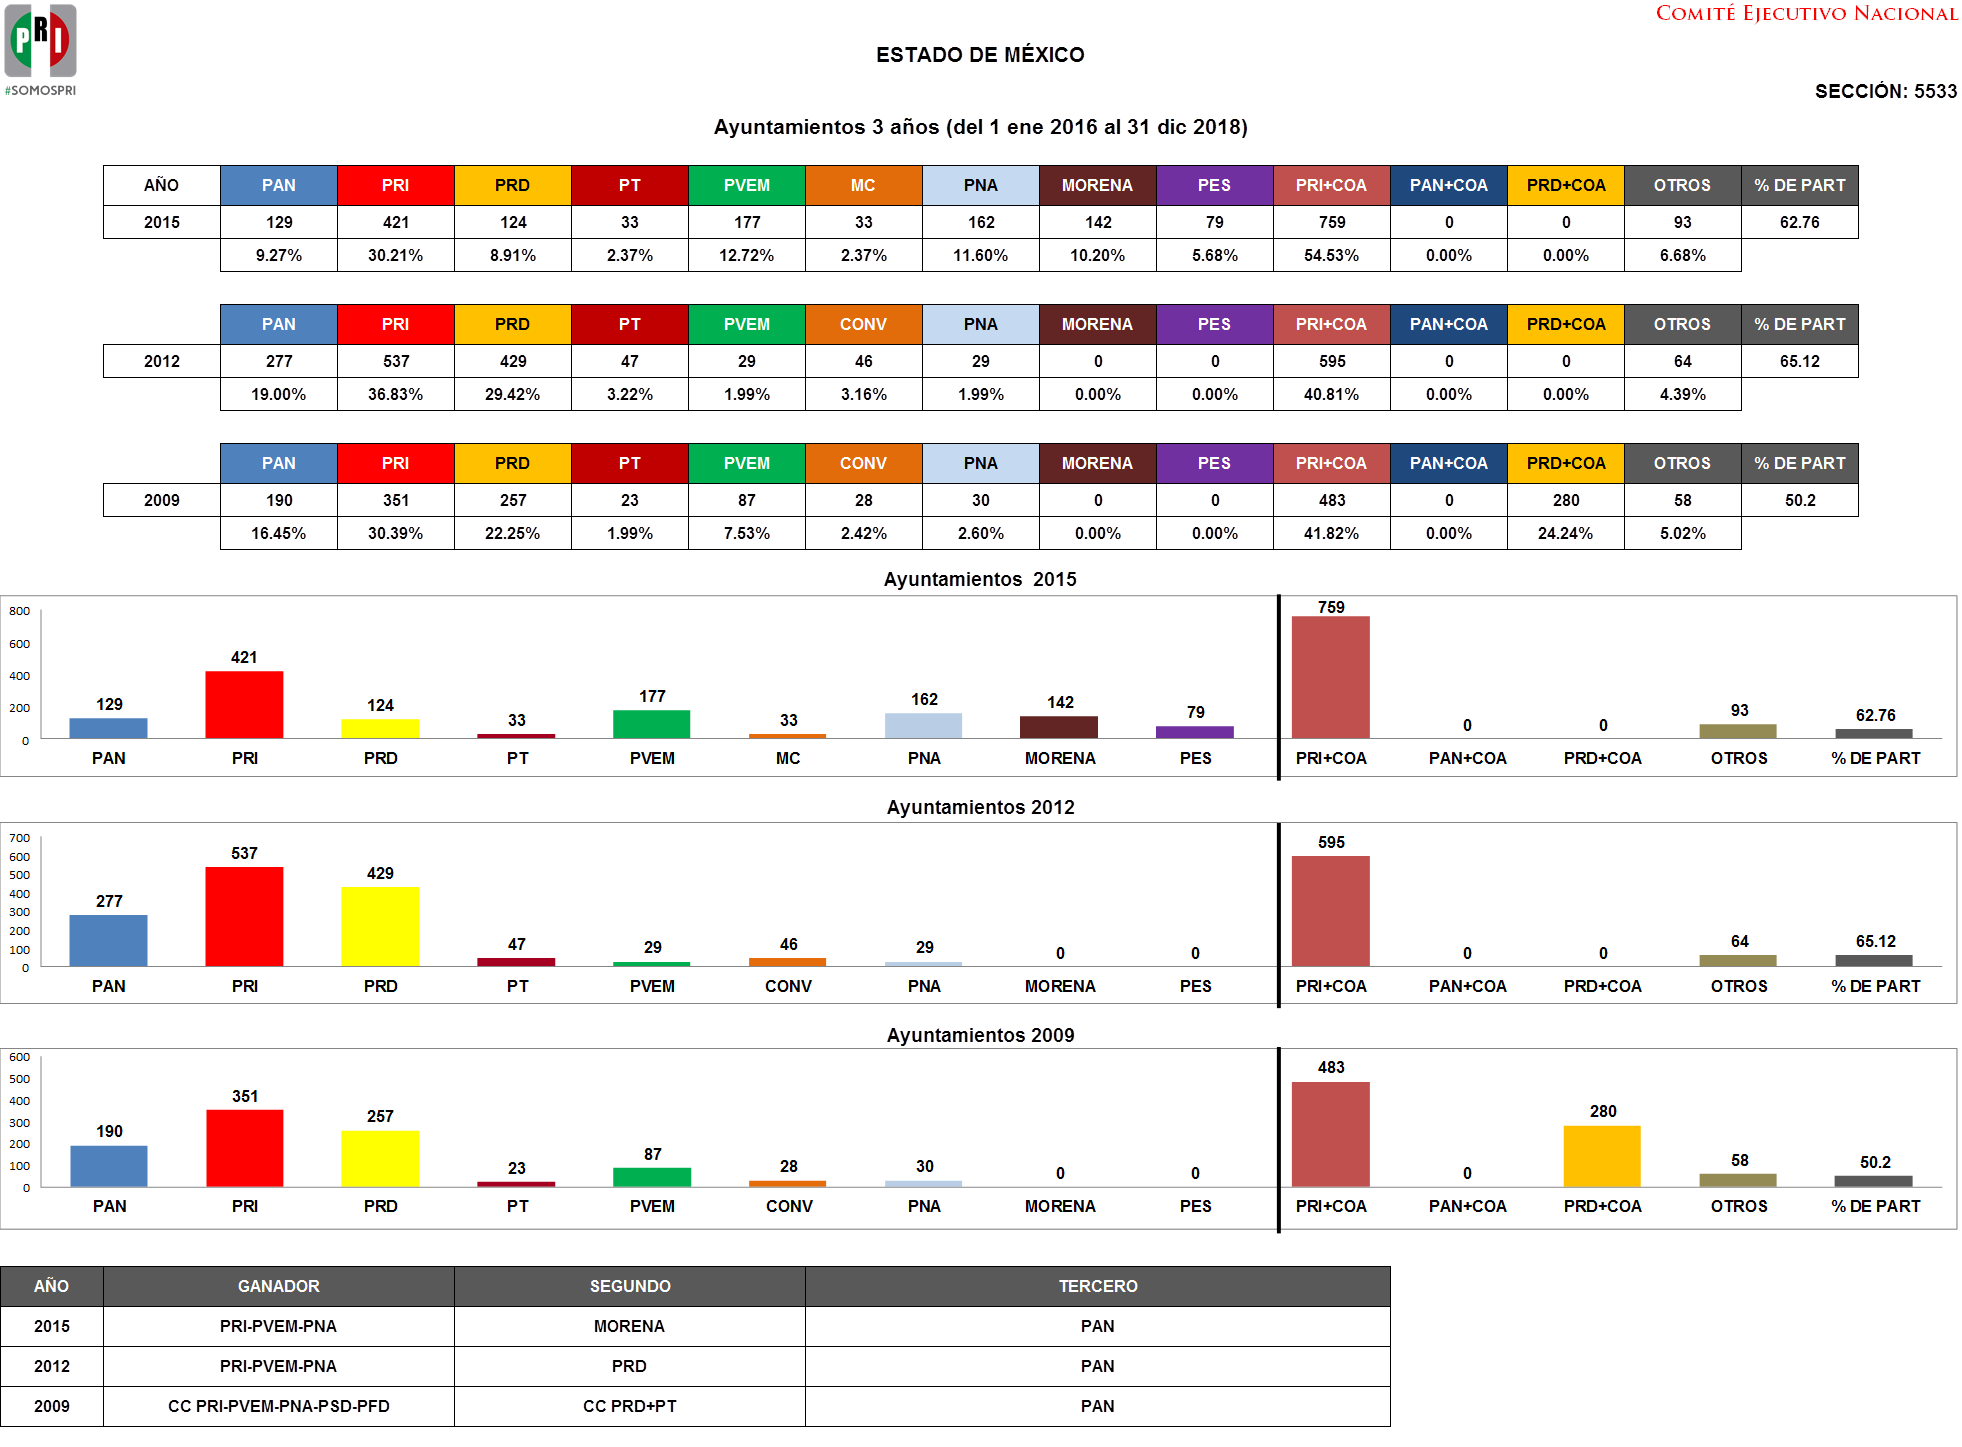 PRI
#SOMOSPRI
COMITÉ EJECUTIVO NACIONAL
ESTADO DE MÉXICO
SECCIÓN: 5533
Ayuntamientos 3 años (del 1 ene 2016 al 31 dic 2018)
AÑO PAN PRI PRD PT PVEM MC PNA MORENA PES PRI+COA PAN+COA PRD+COA OTROS % DE PART
2015 129 421 124 33 177 33 162 142 79 759 0 0 93 62.76
9.27% 30.21% 8.91% 2.37% 12.72% 2.37% 11.60% 10.20% 5.68% 54.53% 0.00% 0.00% 6.68%
PAN PRI PRD PT PVEM CONV PNA MORENA PES PRI+COA PAN+COA PRD+COA OTROS % DE PART
2012 277 537 429 47 29 46 29 0 0 595 0 0 64 65.12
19.00% 36.83% 29.42% 3.22% 1.99% 3.16% 1.99% 0.00% 0.00% 40.81% 0.00% 0.00% 4.39%
PAN PRI PRD PT PVEM CONV PNA MORENA PES PRI+COA PAN+COA PRD+COA OTROS % DE PART
2009 190 351 257 23 87 28 30 0 0 483 0 280 58 50.2
16.45% 30.39% 22.25% 1.99% 7.53% 2.42% 2.60% 0.00% 0.00% 41.82% 0.00% 24.24% 5.02%
Ayuntamientos 2015
800
600
400
200
0
129 421 124 33 177 33 162 142 79 759 0 0 93 62.76
PAN PRI PRD PT PVEM MC PNA MORENA PES PRI+COA PAN+COA PRD+COA OTROS % DE PART
Ayuntamientos 2012
700
600
500
400
300
200
100
0
277 537 429 47 29 46 29 0 0 595 0 0 64 65.12
PAN PRI PRD PT PVEM CONV PNA MORENA PES PRI+COA PAN+COA PRD+COA OTROS % DE PART
Ayuntamientos 2009
600
500
400
300
200
100
0
190 351 257 23 87 28 30 0 0 483 0 280 58 50.2
PAN PRI PRD PT PVEM CONV PNA MORENA PES PRI+COA PAN+COA PRD+COA OTROS % DE PART
AÑO GANADOR SEGUNDO TERCERO
2015 PRI-PVEM-PNA MORENA PAN
2012 PRI-PVEM-PNA PRD PAN
2009 CC PRI-PVEM-PNA-PSD-PFD CC PRD+PT PAN